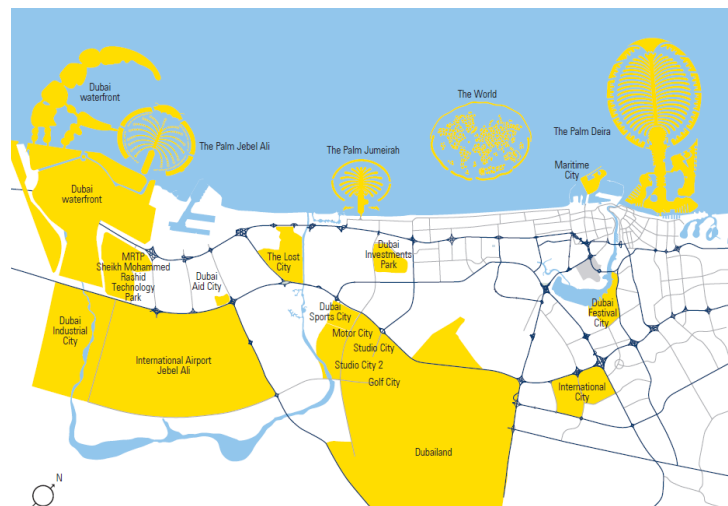 Dubai
waterfront
The World
The Palm Deira
The Palm Jebel Ali
The Palm Jumeirah
Maritime
City
Dubai
waterfront
MRTP
Sheikh Mohammed
Rashid
Technology
Park
Dubai
Aid City
The Lost
City
Dubai
Investments
Park
Dubai
Industrial
City
International Airport
Jebel Ali
Dubai
Sports City
Motor City
Studio City
Studio City 2
Golf City
Dubai
Festival
City
International
City
Dubailand
N